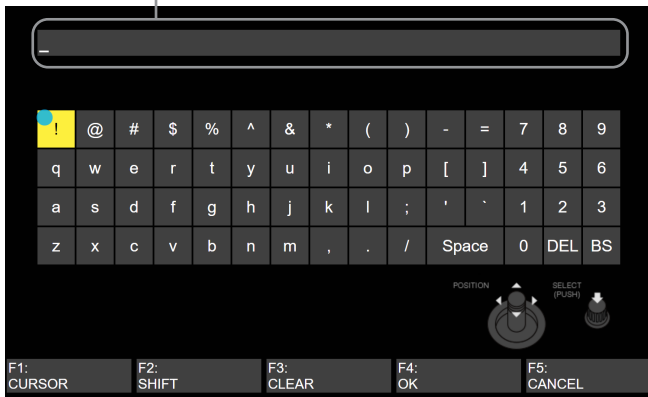 _
! @ # $ % ^ & * ( ) - = 7 8 9
q w e r t y u i o p [ ] 4 5 6
a s d f g h j k l ; ' ` 1 2 3
z x c v b n m , . / Space 0 DEL BS
POSITION SELECT
(PUSH)
F1: F2: F3: F4: F5:
CURSOR SHIFT CLEAR OK CANCEL